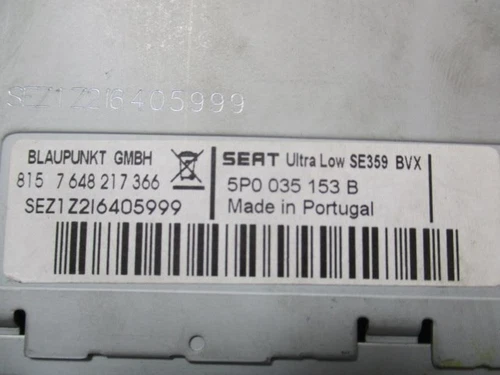 SEZ1Z2I6405999
BLAUPUNKT GMBH
815 7 648 217 366
SEZ1Z2I6405999
SEAT Ultra Low SE359 BVX
5P0 035 153 B
Made in Portugal